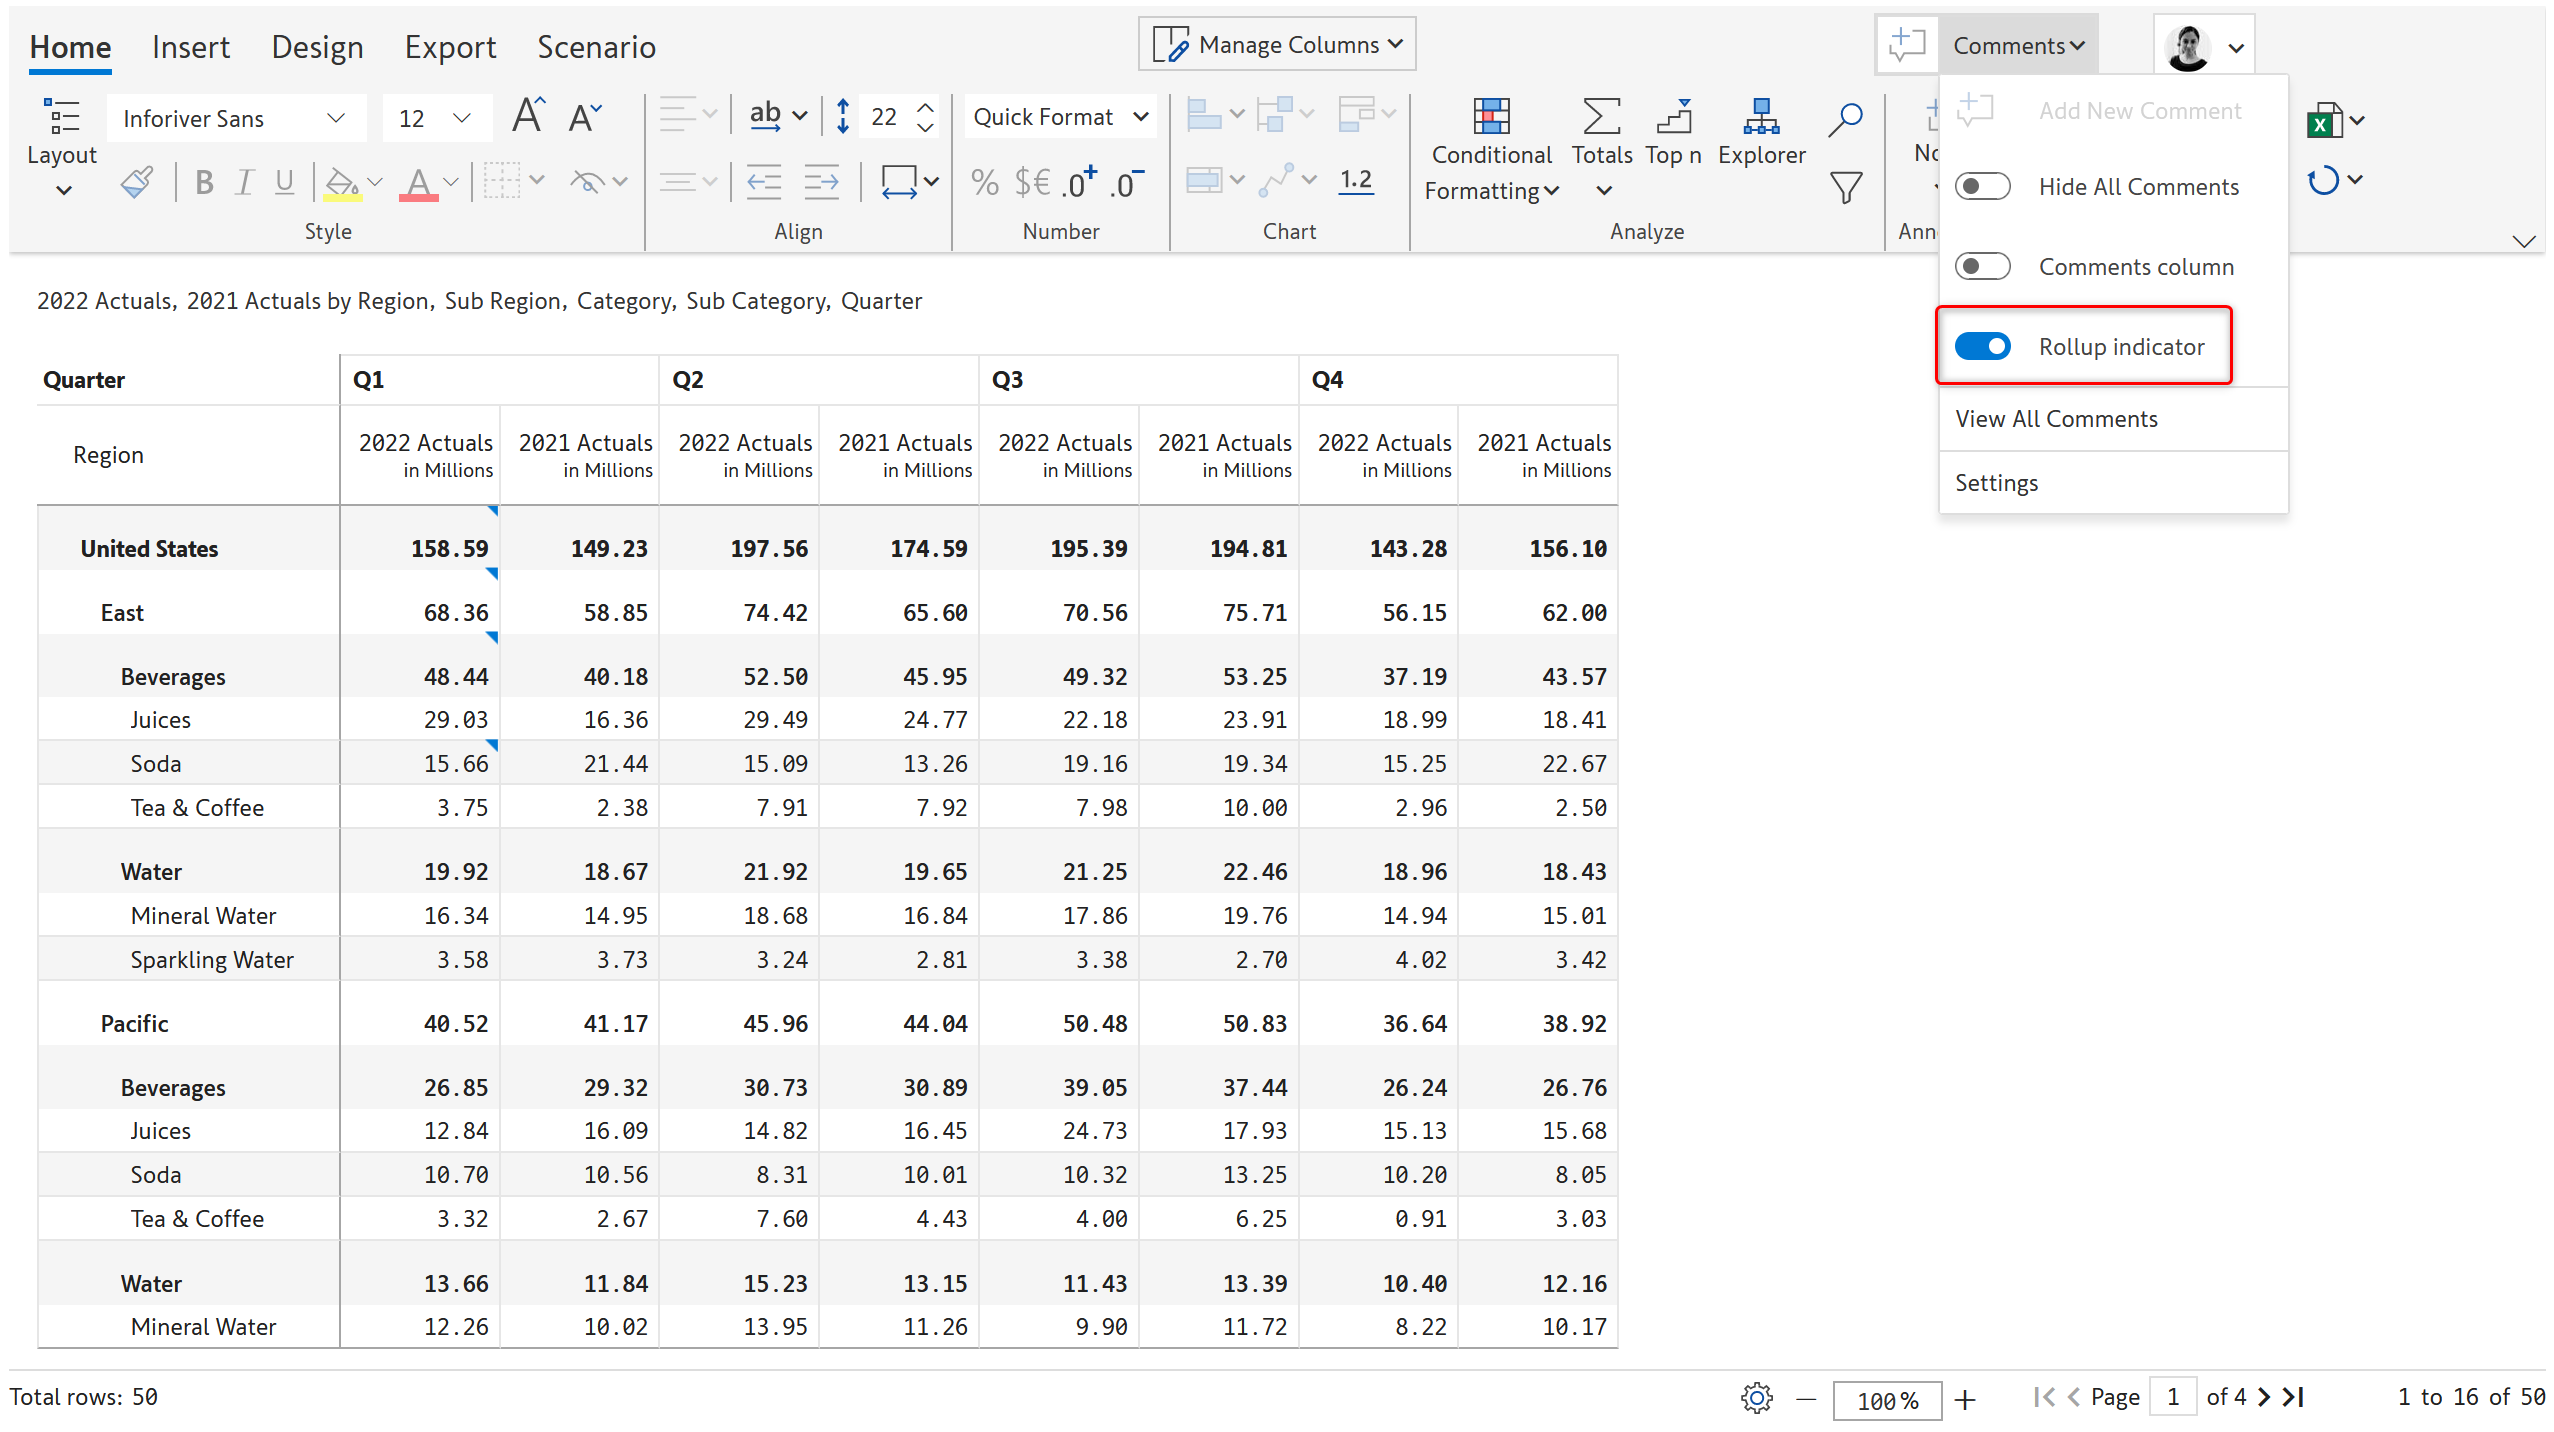 Home Insert Design Export Scenario Manage Columns Comments
Inforiver Sans 12 ab 22 Quick Format Add New Comment
Layout Conditional Formatting Totals Top n Explorer
B I U A % $€ .0+ .0- 1.2 Hide All Comments
Style Align Number Chart Analyze
Comments column
2022 Actuals, 2021 Actuals by Region, Sub Region, Category, Sub Category, Quarter
Rollup indicator
View All Comments
Settings
Quarter Q1 Q2 Q3 Q4
Region 2022 Actuals 2021 Actuals 2022 Actuals 2021 Actuals 2022 Actuals 2021 Actuals 2022 Actuals 2021 Actuals
in Millions in Millions in Millions in Millions in Millions in Millions in Millions in Millions
United States 158.59 149.23 197.56 174.59 195.39 194.81 143.28 156.10
East 68.36 58.85 74.42 65.60 70.56 75.71 56.15 62.00
Beverages 48.44 40.18 52.50 45.95 49.32 53.25 37.19 43.57
Juices 29.03 16.36 29.49 24.77 22.18 23.91 18.99 18.41
Soda 15.66 21.44 15.09 13.26 19.16 19.34 15.25 22.67
Tea & Coffee 3.75 2.38 7.91 7.92 7.98 10.00 2.96 2.50
Water 19.92 18.67 21.92 19.65 21.25 22.46 18.96 18.43
Mineral Water 16.34 14.95 18.68 16.84 17.86 19.76 14.94 15.01
Sparkling Water 3.58 3.73 3.24 2.81 3.38 2.70 4.02 3.42
Pacific 40.52 41.17 45.96 44.04 50.48 50.83 36.64 38.92
Beverages 26.85 29.32 30.73 30.89 39.05 37.44 26.24 26.76
Juices 12.84 16.09 14.82 16.45 24.73 17.93 15.13 15.68
Soda 10.70 10.56 8.31 10.01 10.32 13.25 10.20 8.05
Tea & Coffee 3.32 2.67 7.60 4.43 4.00 6.25 0.91 3.03
Water 13.66 11.84 15.23 13.15 11.43 13.39 10.40 12.16
Mineral Water 12.26 10.02 13.95 11.26 9.90 11.72 8.22 10.17
Total rows: 50 100% Page 1 of 4 1 to 16 of 50